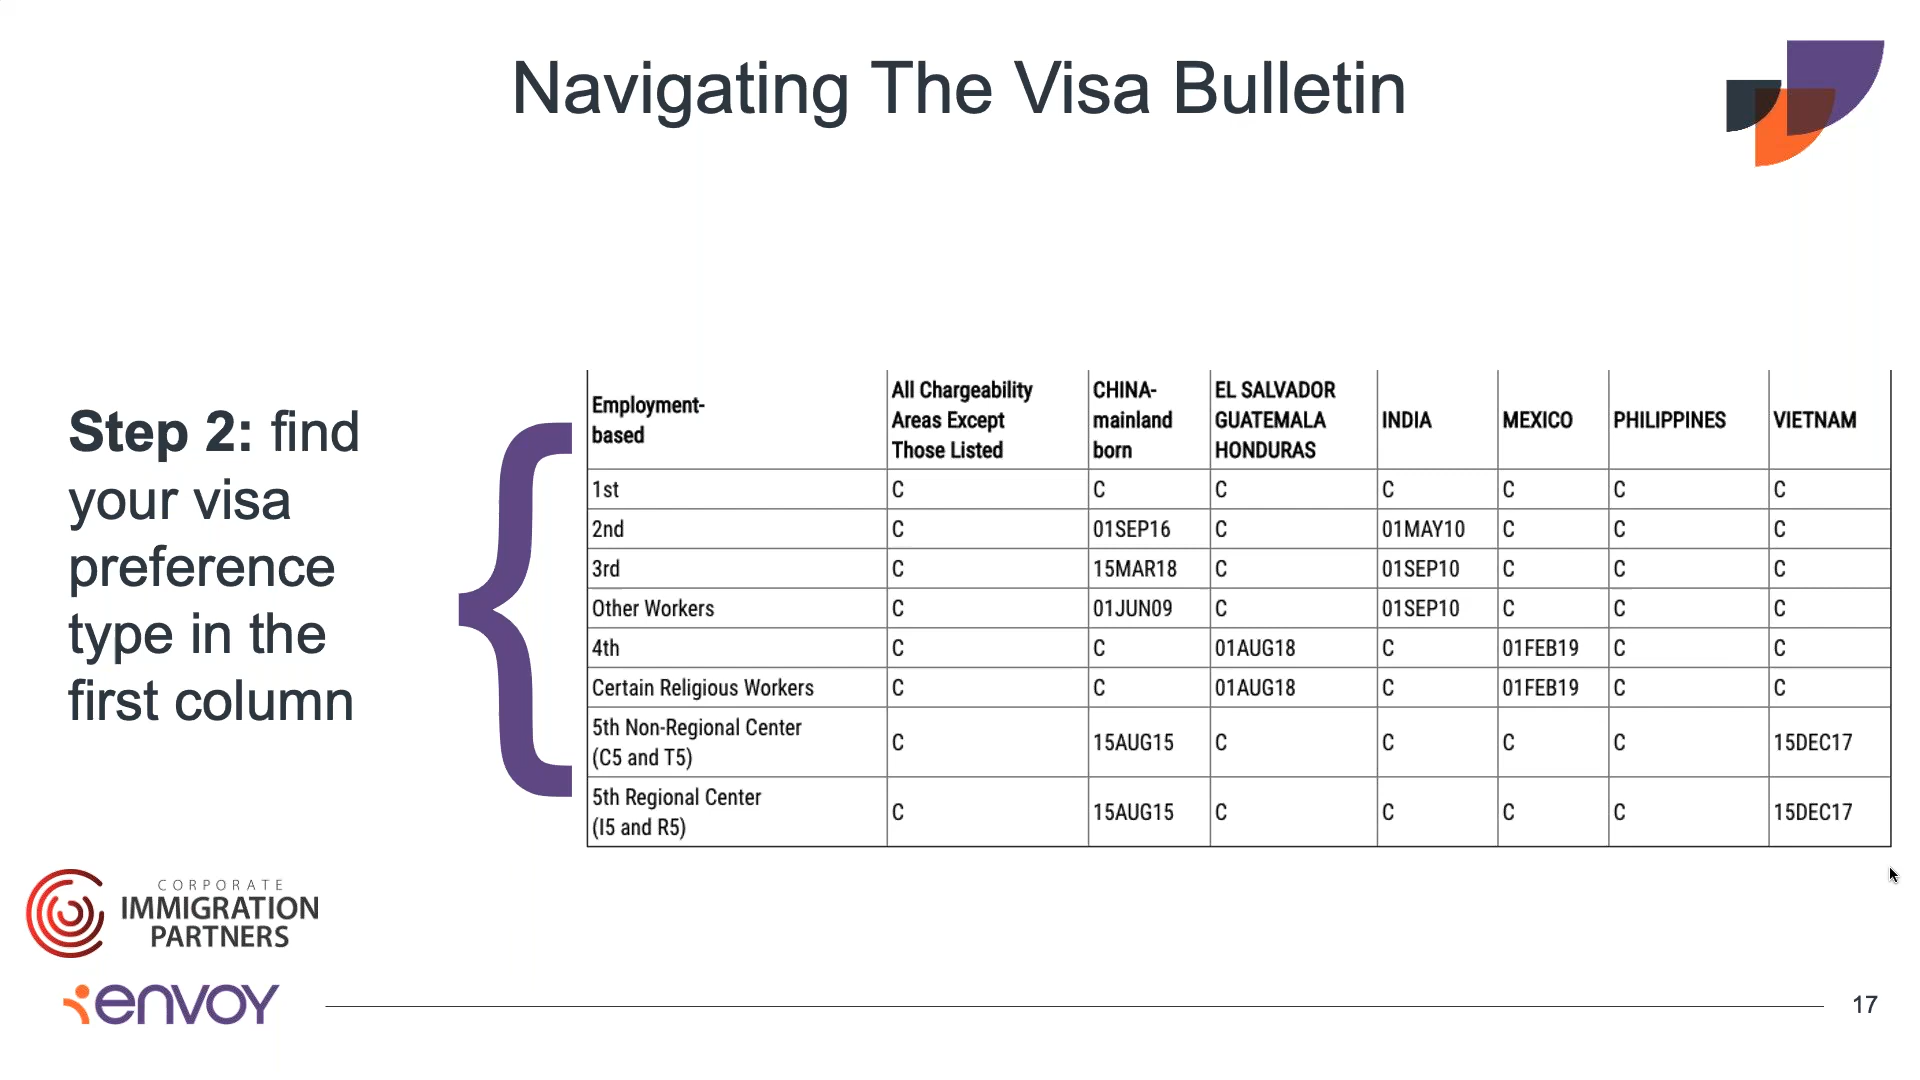 Navigating The Visa Bulletin
Step 2: find
your visa
preference
type in the
first column
Employment-
based
All Chargeability
Areas Except
Those Listed
CHINA-
mainland
born
EL SALVADOR
GUATEMALA
HONDURAS
INDIA
MEXICO
PHILIPPINES
VIETNAM
1st C C C C C C C
2nd C 01SEP16 C 01MAY10 C C C
3rd C 15MAR18 C 01SEP10 C C C
Other Workers C 01JUN09 C 01SEP10 C C C
4th C C 01AUG18 C 01FEB19 C C
Certain Religious Workers C C 01AUG18 C 01FEB19 C C
5th Non-Regional Center
(C5 and T5)
C 15AUG15 C C C C 15DEC17
5th Regional Center
(I5 and R5)
C 15AUG15 C C C C 15DEC17
CORPORATE
IMMIGRATION
PARTNERS
envoy
17